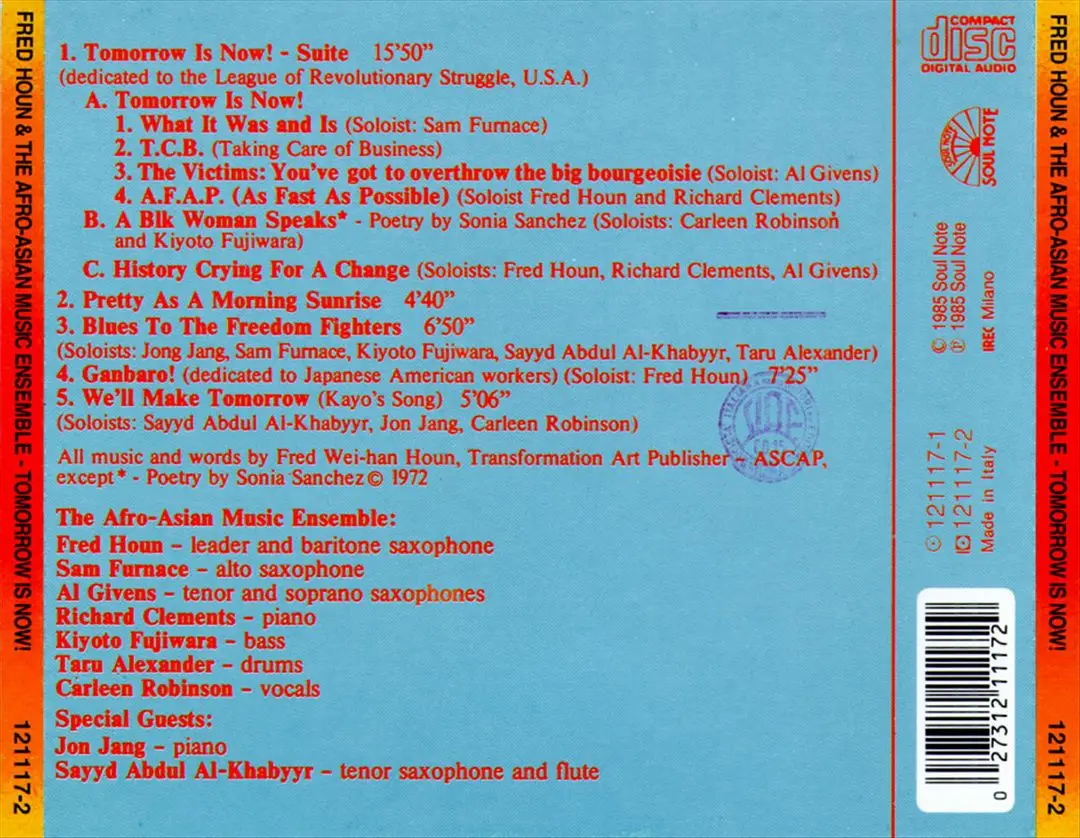 FRED HOUN & THE AFRO-ASIAN MUSIC ENSEMBLE - TOMORROW IS NOW! 121117-2
1. Tomorrow Is Now! - Suite 15'50”
(dedicated to the League of Revolutionary Struggle, U.S.A.)
A. Tomorrow Is Now!
1. What It Was and Is (Soloist: Sam Furnace)
2. T.C.B. (Taking Care of Business)
3. The Victims: You've got to overthrow the big bourgeoisie (Soloist: Al Givens)
4. A.F.A.P. (As Fast As Possible) (Soloist Fred Houn and Richard Clements)
B. A Blk Woman Speaks* - Poetry by Sonia Sanchez (Soloists: Carleen Robinson
and Kiyoto Fujiwara)
C. History Crying For A Change (Soloists: Fred Houn, Richard Clements, Al Givens)
2. Pretty As A Morning Sunrise 4'40”
3. Blues To The Freedom Fighters 6'50”
(Soloists: Jong Jang, Sam Furnace, Kiyoto Fujiwara, Sayyd Abdul Al-Khabyyr, Taru Alexander)
4. Ganbaro! (dedicated to Japanese American workers) (Soloist: Fred Houn) 7'25”
5. We'll Make Tomorrow (Kayo's Song) 5'06”
(Soloists: Sayyd Abdul Al-Khabyyr, Jon Jang, Carleen Robinson)
All music and words by Fred Wei-han Houn, Transformation Art Publisher - ASCAP,
except* - Poetry by Sonia Sanchez © 1972
The Afro-Asian Music Ensemble:
Fred Houn – leader and baritone saxophone
Sam Furnace – alto saxophone
Al Givens – tenor and soprano saxophones
Richard Clements – piano
Kiyoto Fujiwara – bass
Taru Alexander – drums
Carleen Robinson – vocals
Special Guests:
Jon Jang – piano
Sayyd Abdul Al-Khabyyr – tenor saxophone and flute
COMPACT
disc
DIGITAL AUDIO
SOUL NOTE
SOUL NOTE
© 1985 Soul Note
℗ 1985 Soul Note
IREC Milano
121117-1
121117-2
Made in Italy
0 27312 11172
FRED HOUN & THE AFRO-ASIAN MUSIC ENSEMBLE - TOMORROW IS NOW! 121117-2